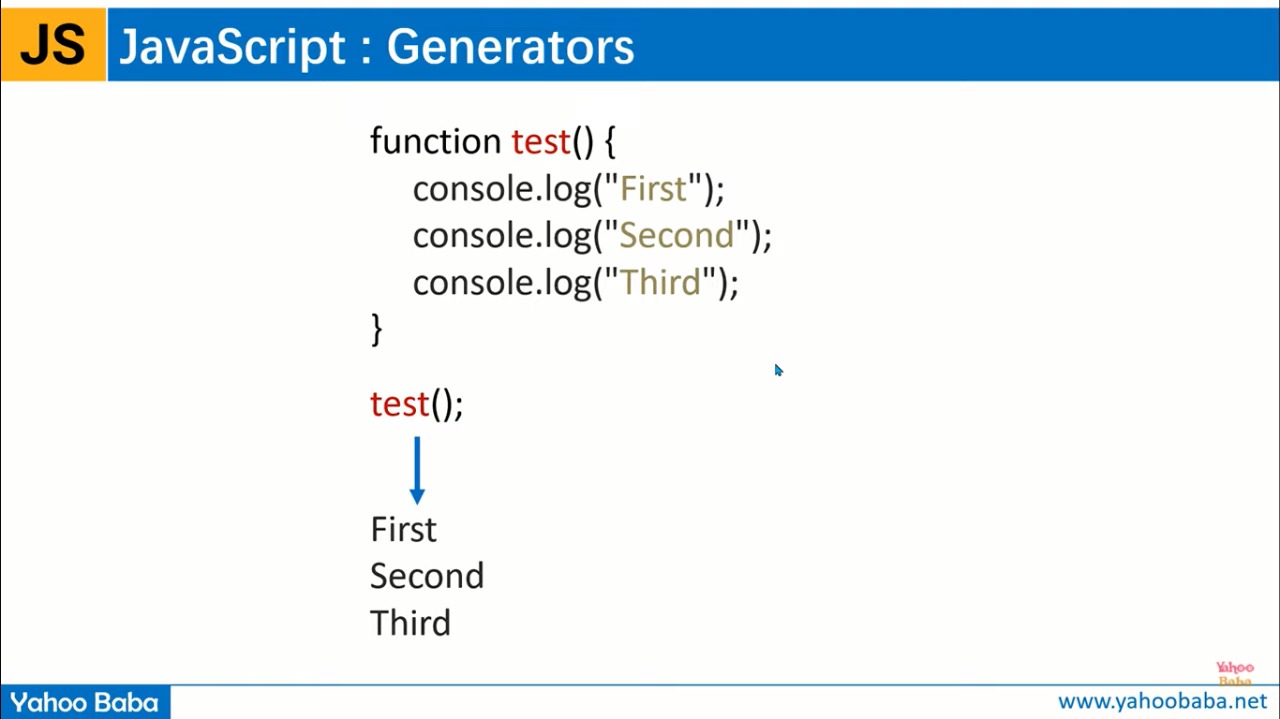 JS JavaScript : Generators
function test() {
console.log("First");
console.log("Second");
console.log("Third");
}
test();
First
Second
Third
Yahoo
Baba
Yahoo Baba
www.yahoobaba.net